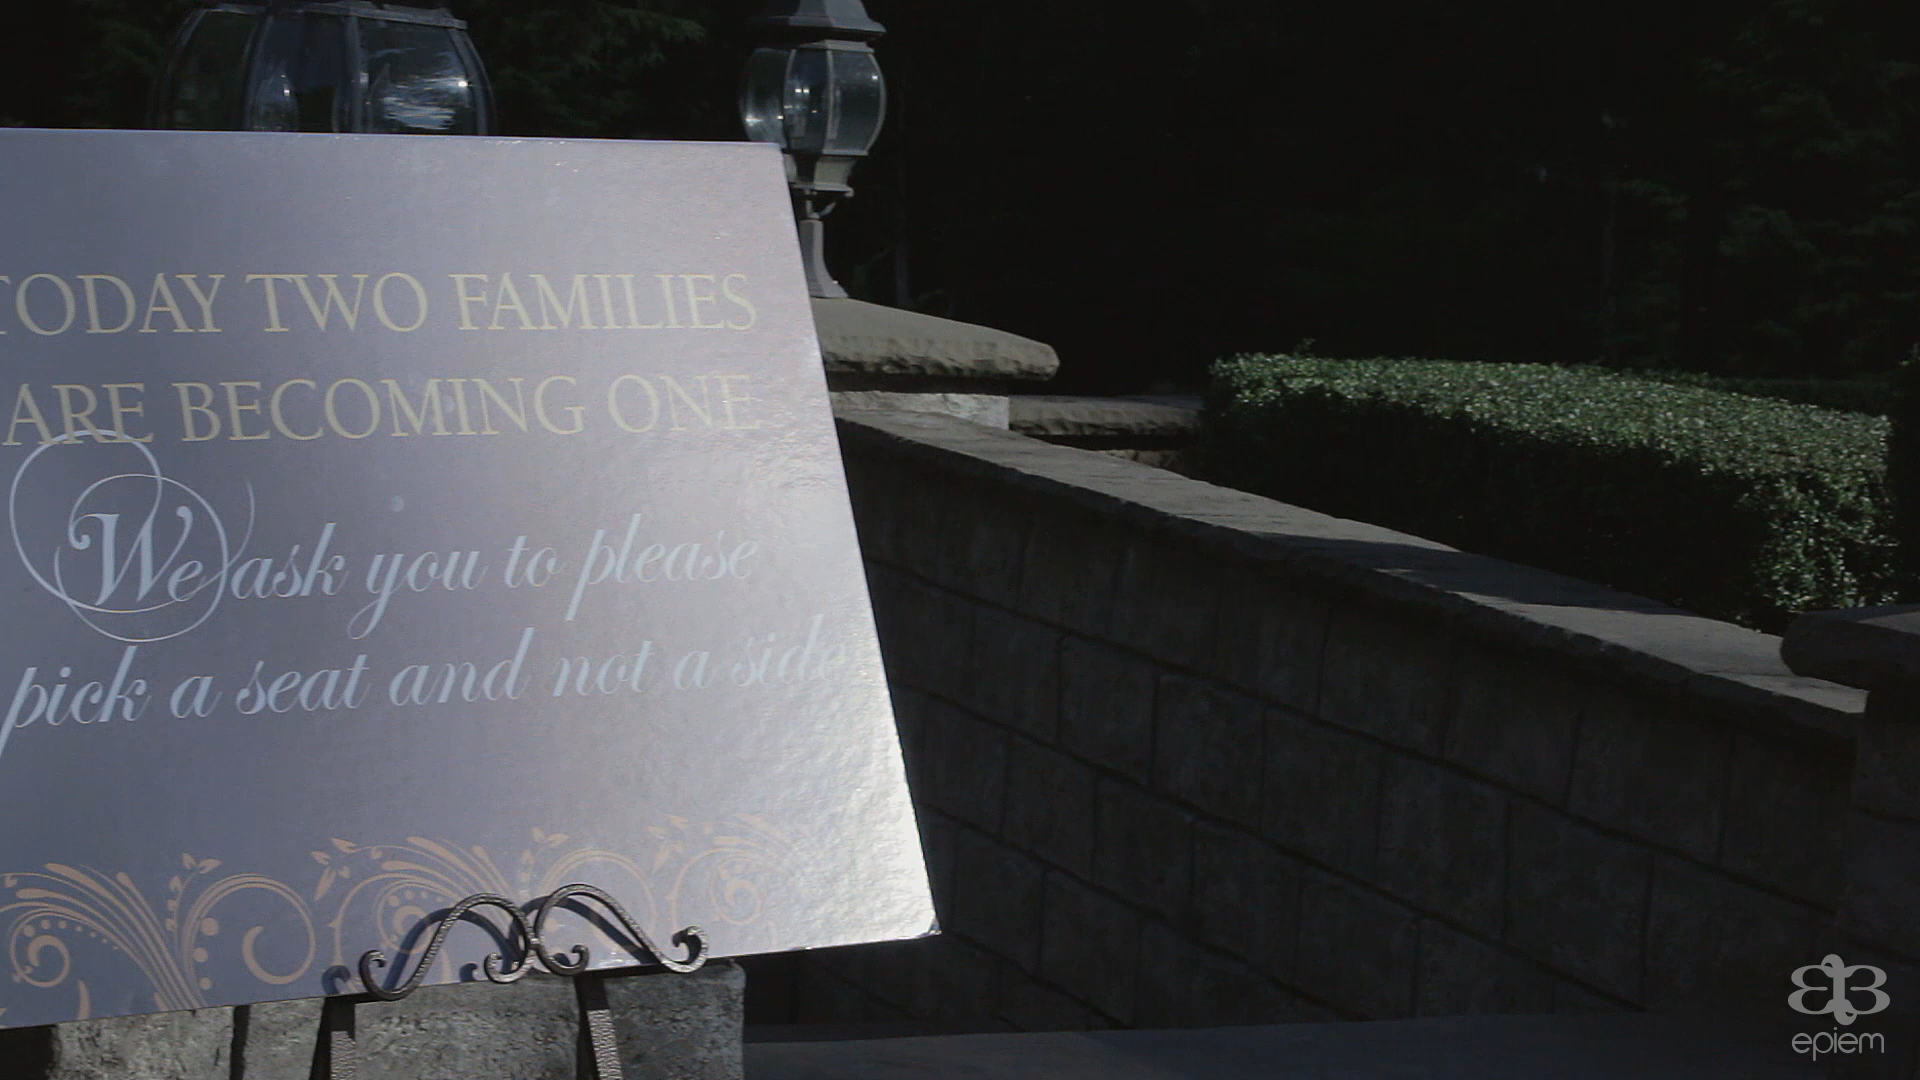 TODAY TWO FAMILIES
ARE BECOMING ONE
We ask you to please
pick a seat and not a side
epiem